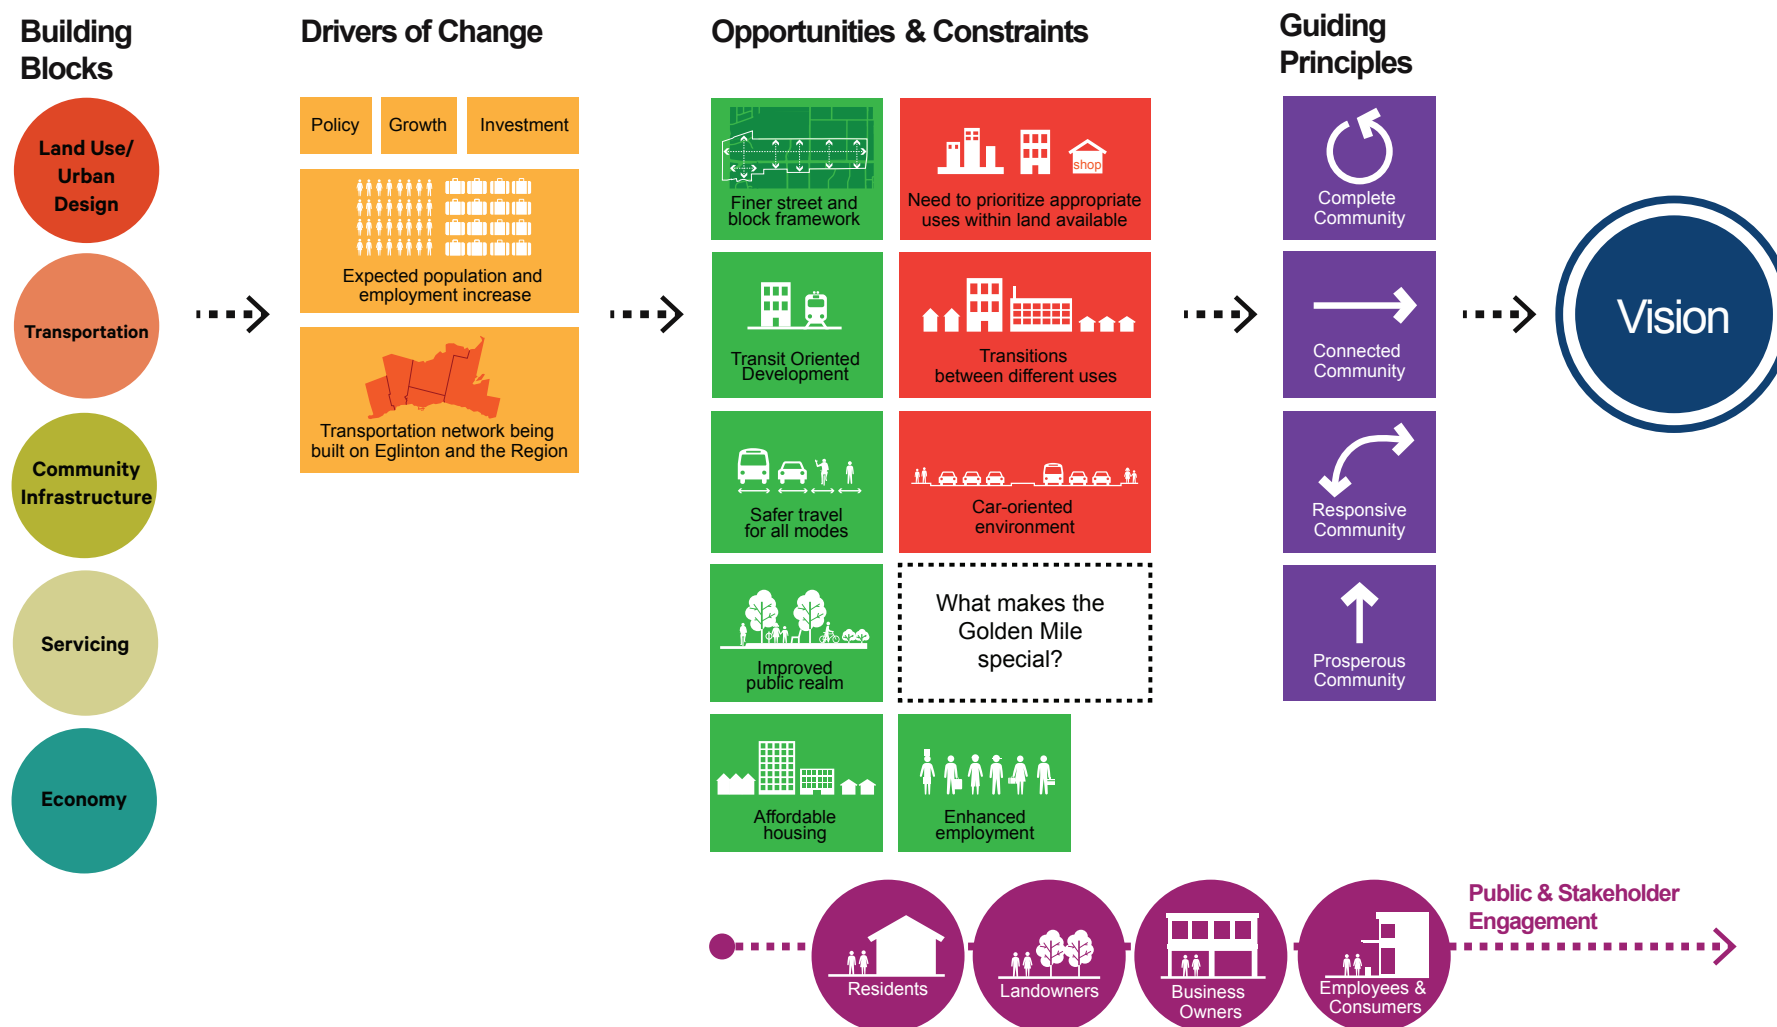 Building
Blocks
Land Use/
Urban
Design
Transportation
Community
Infrastructure
Servicing
Economy
Drivers of Change
Policy
Growth
Investment
Expected population and
employment increase
Transportation network being
built on Eglinton and the Region
Opportunities & Constraints
Finer street and
block framework
shop
Need to prioritize appropriate
uses within land available
Transit Oriented
Development
Transitions
between different uses
Safer travel
for all modes
Car-oriented
environment
Improved
public realm
What makes the
Golden Mile
special?
Affordable
housing
Enhanced
employment
Guiding
Principles
Complete
Community
Connected
Community
Responsive
Community
Prosperous
Community
Vision
Residents
Landowners
Business
Owners
Employees &
Consumers
Public & Stakeholder
Engagement